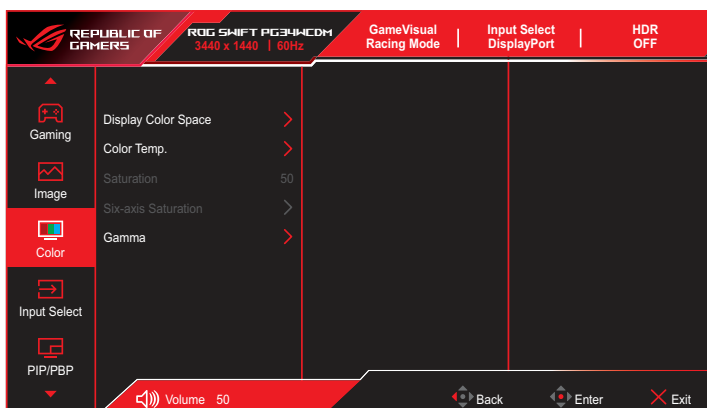 REPUBLIC OF
GAMERS
ROG SWIFT PG34WCDM
3440 x 1440 | 60Hz
GameVisual
Racing Mode
Input Select
DisplayPort
HDR
OFF
Gaming
Image
Color
Input Select
PIP/PBP
Display Color Space
Color Temp.
Saturation 50
Six-axis Saturation
Gamma
Volume 50
Back
Enter
Exit